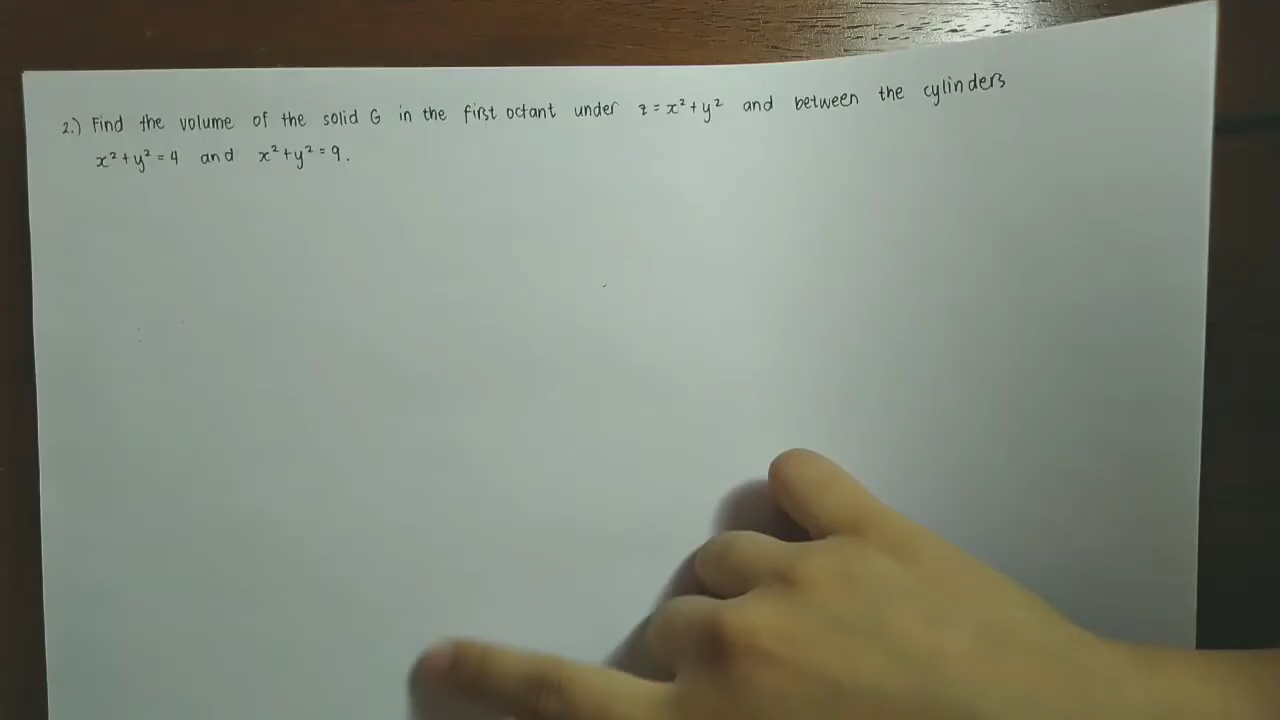 2.) Find the volume of the solid G in the first octant under z = x² + y² and between the cylinders
x² + y² = 4 and x² + y² = 9.